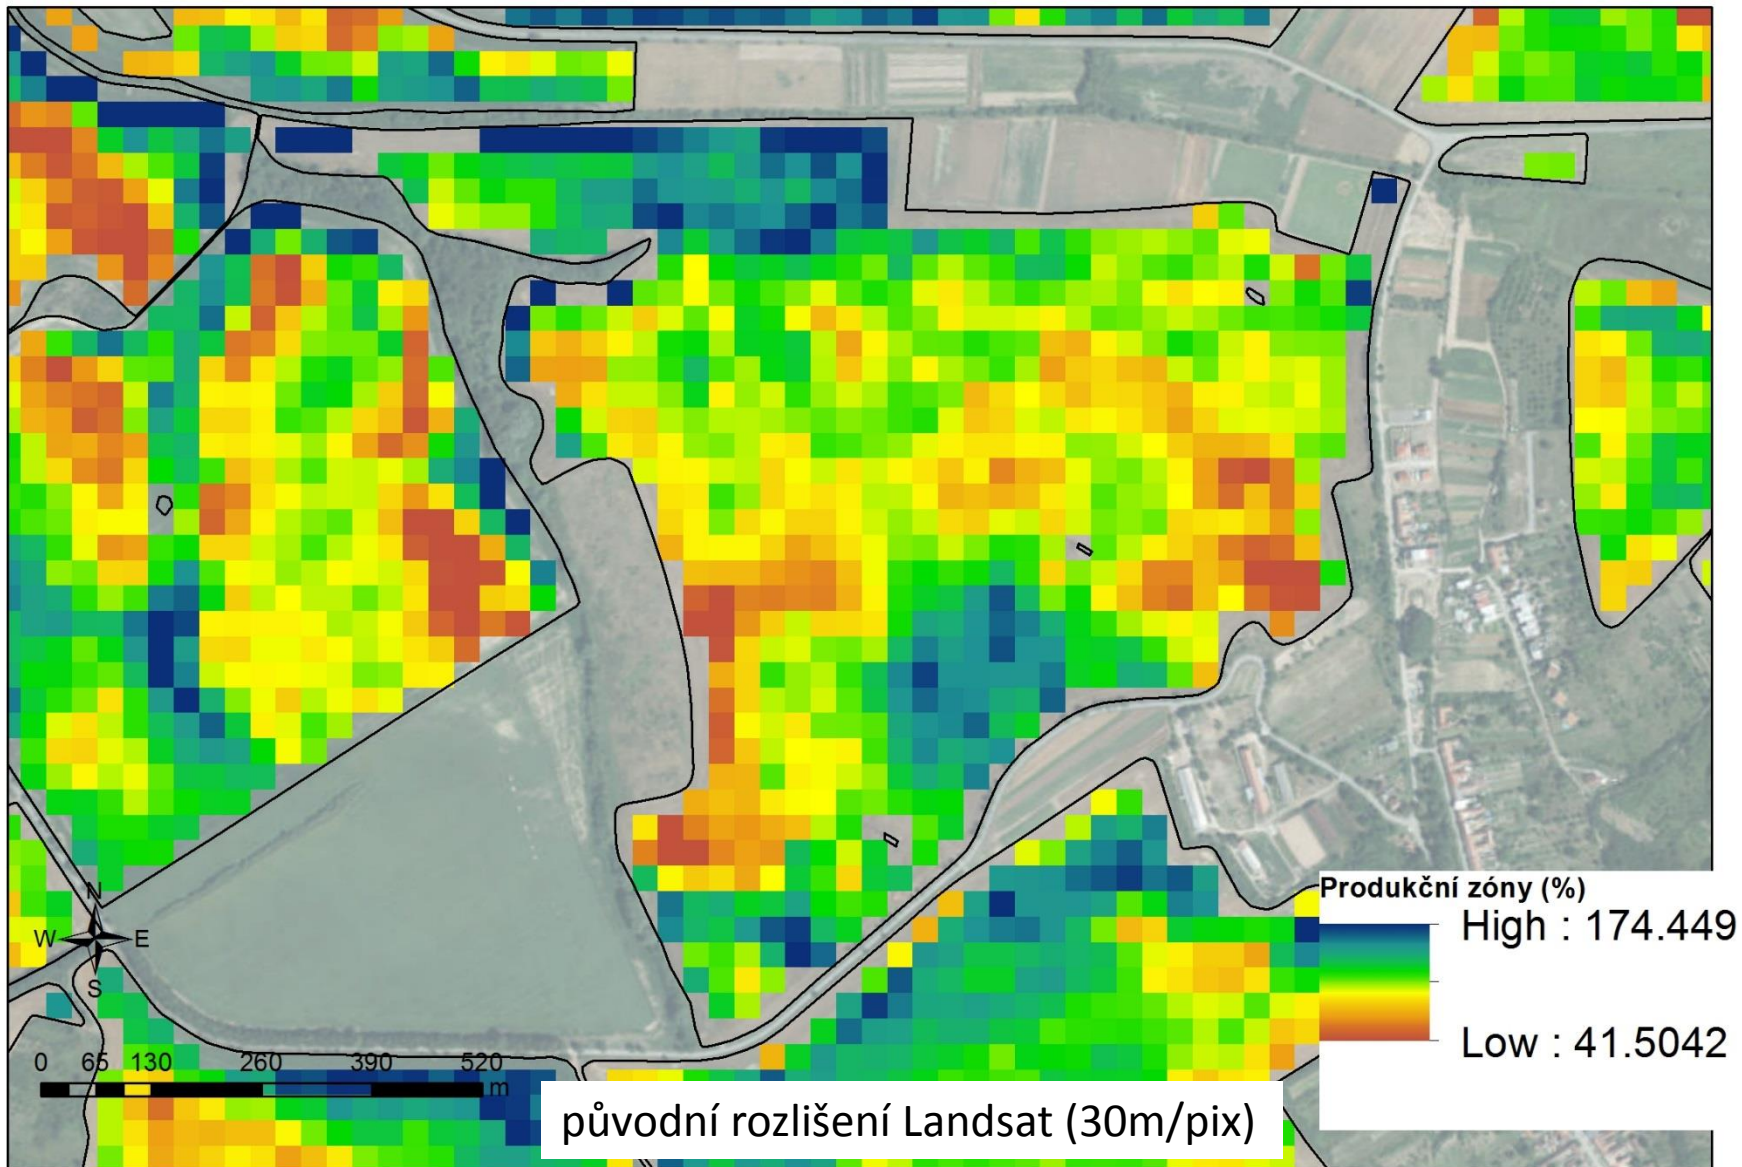 Produkční zóny (%)
High : 174.449
Low : 41.5042
N
W E
S
0 65 130 260 390 520
m
původní rozlišení Landsat (30m/pix)